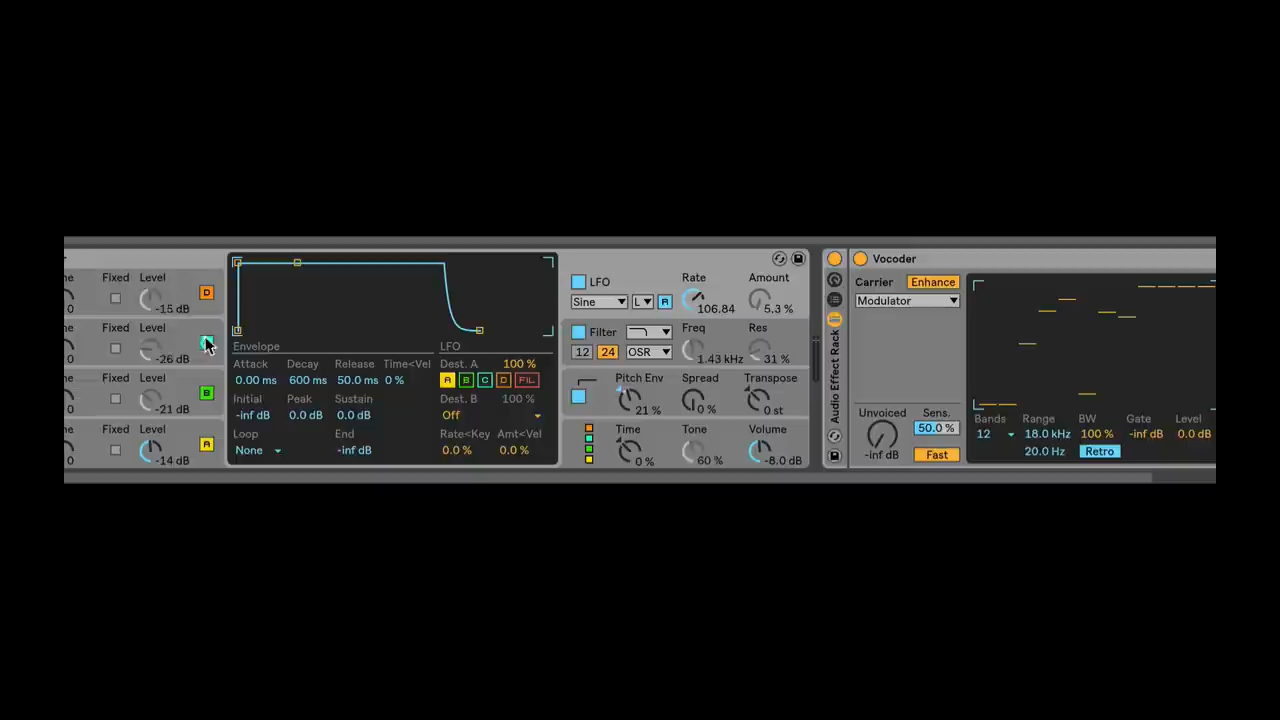 ne Fixed Level
0 -15 dB D
Fixed Level
0 -26 dB
Fixed Level
0 -21 dB B
Fixed Level
0 -14 dB A
Envelope
Attack Decay Release Time<Vel
0.00 ms 600 ms 50.0 ms 0 %
Initial Peak Sustain
-inf dB 0.0 dB 0.0 dB
Loop End
None -inf dB
LFO
Dest. A 100 %
A B C D FIL
Dest. B 100 %
Off
Rate<Key Amt<Vel
0.0 % 0.0 %
LFO Rate Amount
Sine L R 106.84 5.3 %
Filter Freq Res
12 24 OSR 1.43 kHz 31 %
Pitch Env Spread Transpose
21 % 0 % 0 st
Time Tone Volume
0 % 60 % -8.0 dB
Audio Effect Rack
Vocoder
Carrier Enhance
Modulator
Unvoiced Sens.
-inf dB 50.0 %
Fast
Bands Range BW Gate Level
12 18.0 kHz 100 % -inf dB 0.0 dB
20.0 Hz Retro